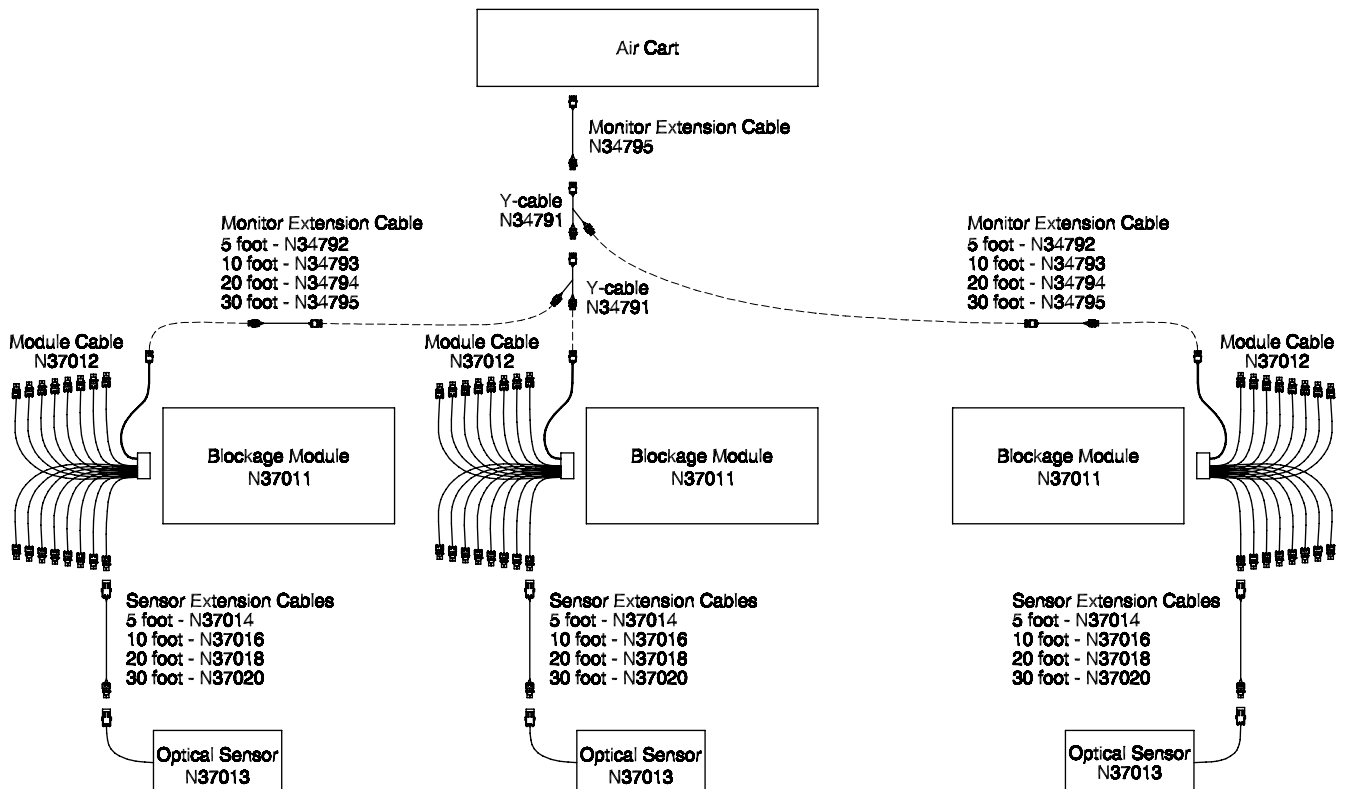 Air Cart
Monitor Extension Cable
N34795
Y-cable
N34791
Monitor Extension Cable
5 foot - N34792
10 foot - N34793
20 foot - N34794
30 foot - N34795
Monitor Extension Cable
5 foot - N34792
10 foot - N34793
20 foot - N34794
30 foot - N34795
Y-cable
N34791
Module Cable
N37012
Module Cable
N37012
Module Cable
N37012
Blockage Module
N37011
Blockage Module
N37011
Blockage Module
N37011
Sensor Extension Cables
5 foot - N37014
10 foot - N37016
20 foot - N37018
30 foot - N37020
Sensor Extension Cables
5 foot - N37014
10 foot - N37016
20 foot - N37018
30 foot - N37020
Sensor Extension Cables
5 foot - N37014
10 foot - N37016
20 foot - N37018
30 foot - N37020
Optical Sensor
N37013
Optical Sensor
N37013
Optical Sensor
N37013